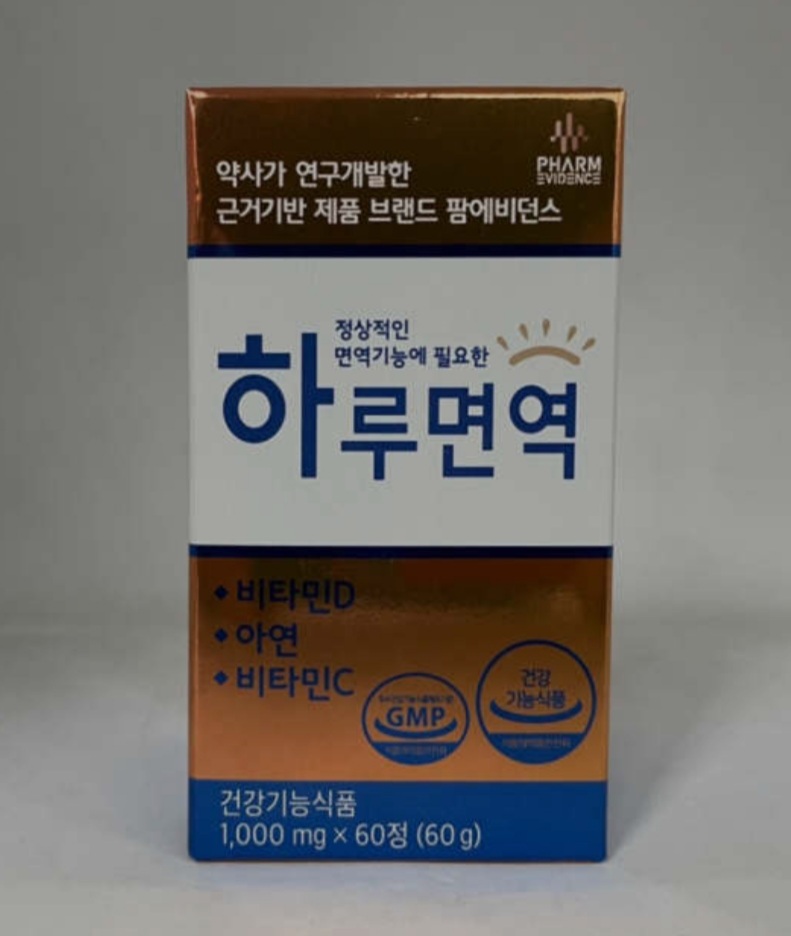 PHARM
EVIDENCE
약사가 연구개발한
근거기반 제품 브랜드 팜에비던스
정상적인
면역기능에 필요한
하루면역
비타민D
아연
비타민C
GMP
건강
기능식품
건강기능식품
1,000 mg × 60정 (60 g)